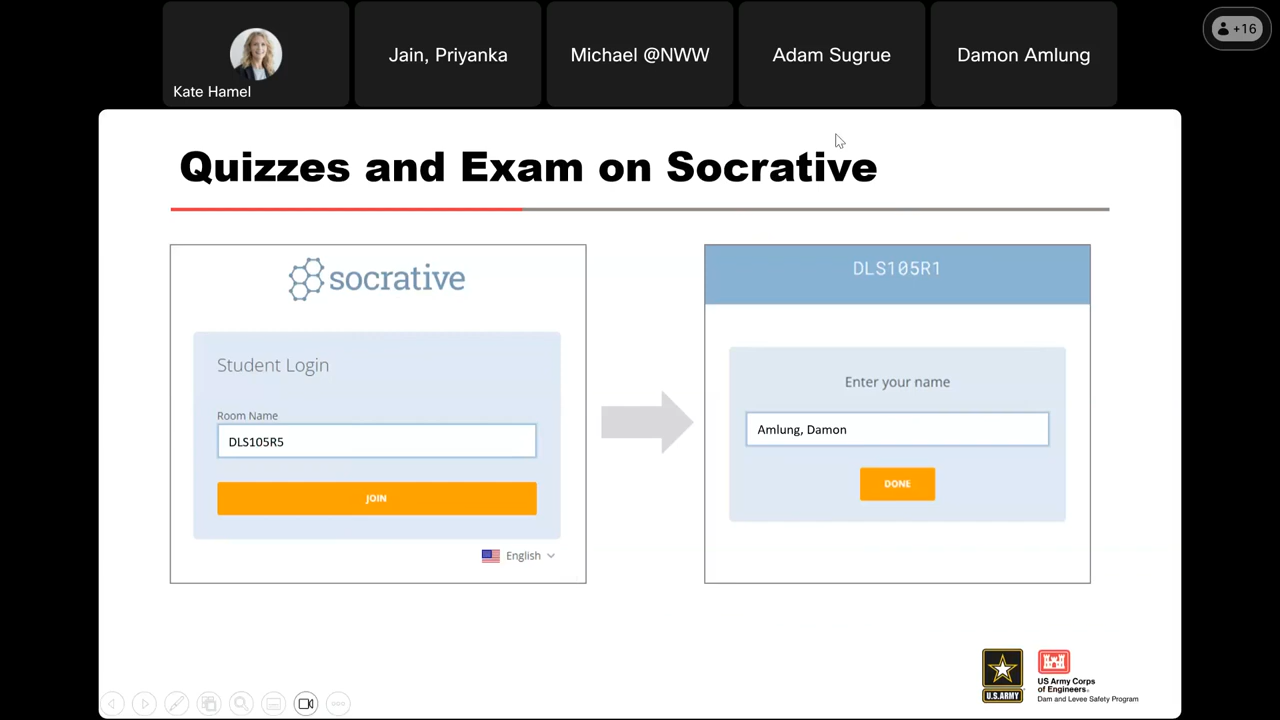 Kate Hamel
Jain, Priyanka
Michael @NWW
Adam Sugrue
Damon Amlung
+16
Quizzes and Exam on Socrative
socrative
Student Login
Room Name
DLS105R5
JOIN
English
DLS105R1
Enter your name
Amlung, Damon
DONE
U.S.ARMY
US Army Corps
of Engineers®
Dam and Levee Safety Program